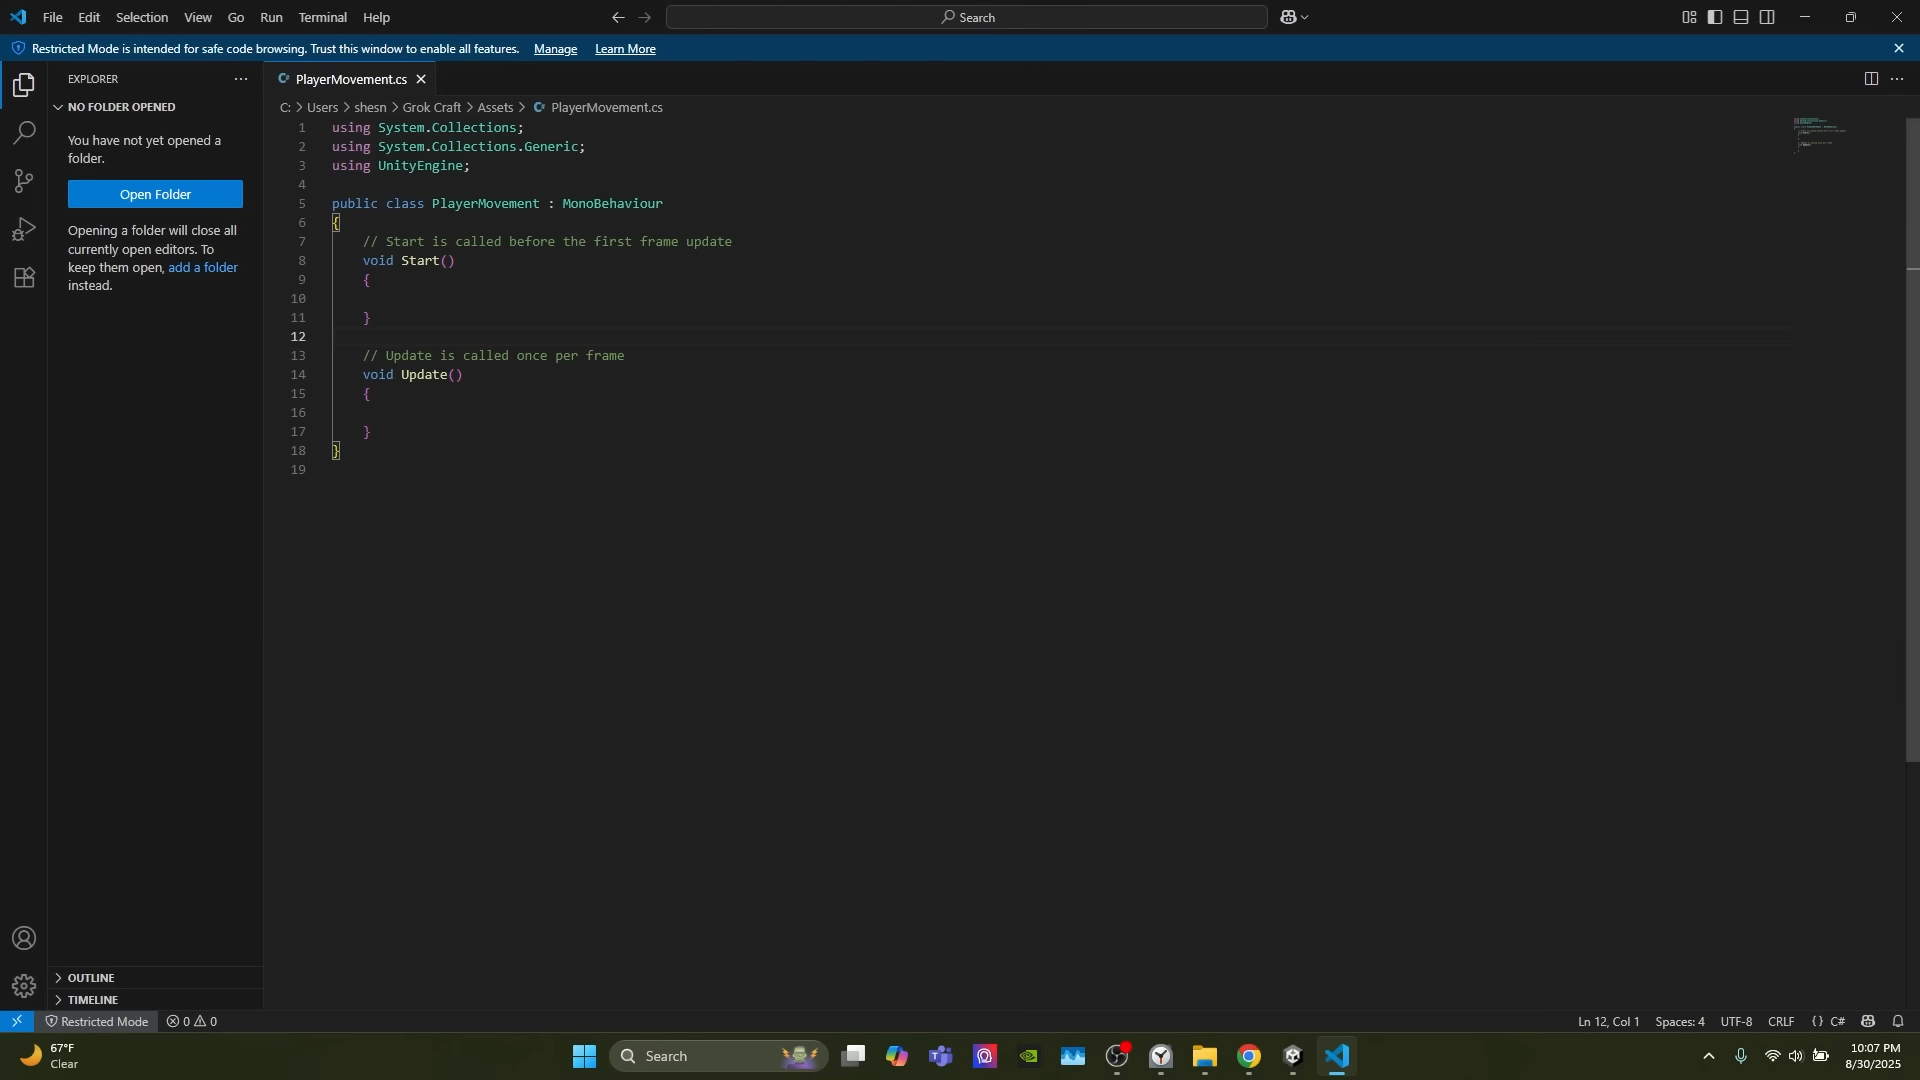 File Edit Selection View Go Run Terminal Help
Search
Restricted Mode is intended for safe code browsing. Trust this window to enable all features. Manage Learn More
EXPLORER
NO FOLDER OPENED
You have not yet opened a
folder.
Open Folder
Opening a folder will close all
currently open editors. To
keep them open, add a folder
instead.
PlayerMovement.cs
C: > Users > shesn > Grok Craft > Assets > PlayerMovement.cs
1 using System.Collections;
2 using System.Collections.Generic;
3 using UnityEngine;
4
5 public class PlayerMovement : MonoBehaviour
6 {
7 // Start is called before the first frame update
8 void Start()
9 {
10
11 }
12
13 // Update is called once per frame
14 void Update()
15 {
16
17 }
18 }
19
OUTLINE
TIMELINE
Restricted Mode 0 0
Ln 12, Col 1 Spaces: 4 UTF-8 CRLF {} C#
67°F
Clear
Search
10:07 PM
8/30/2025